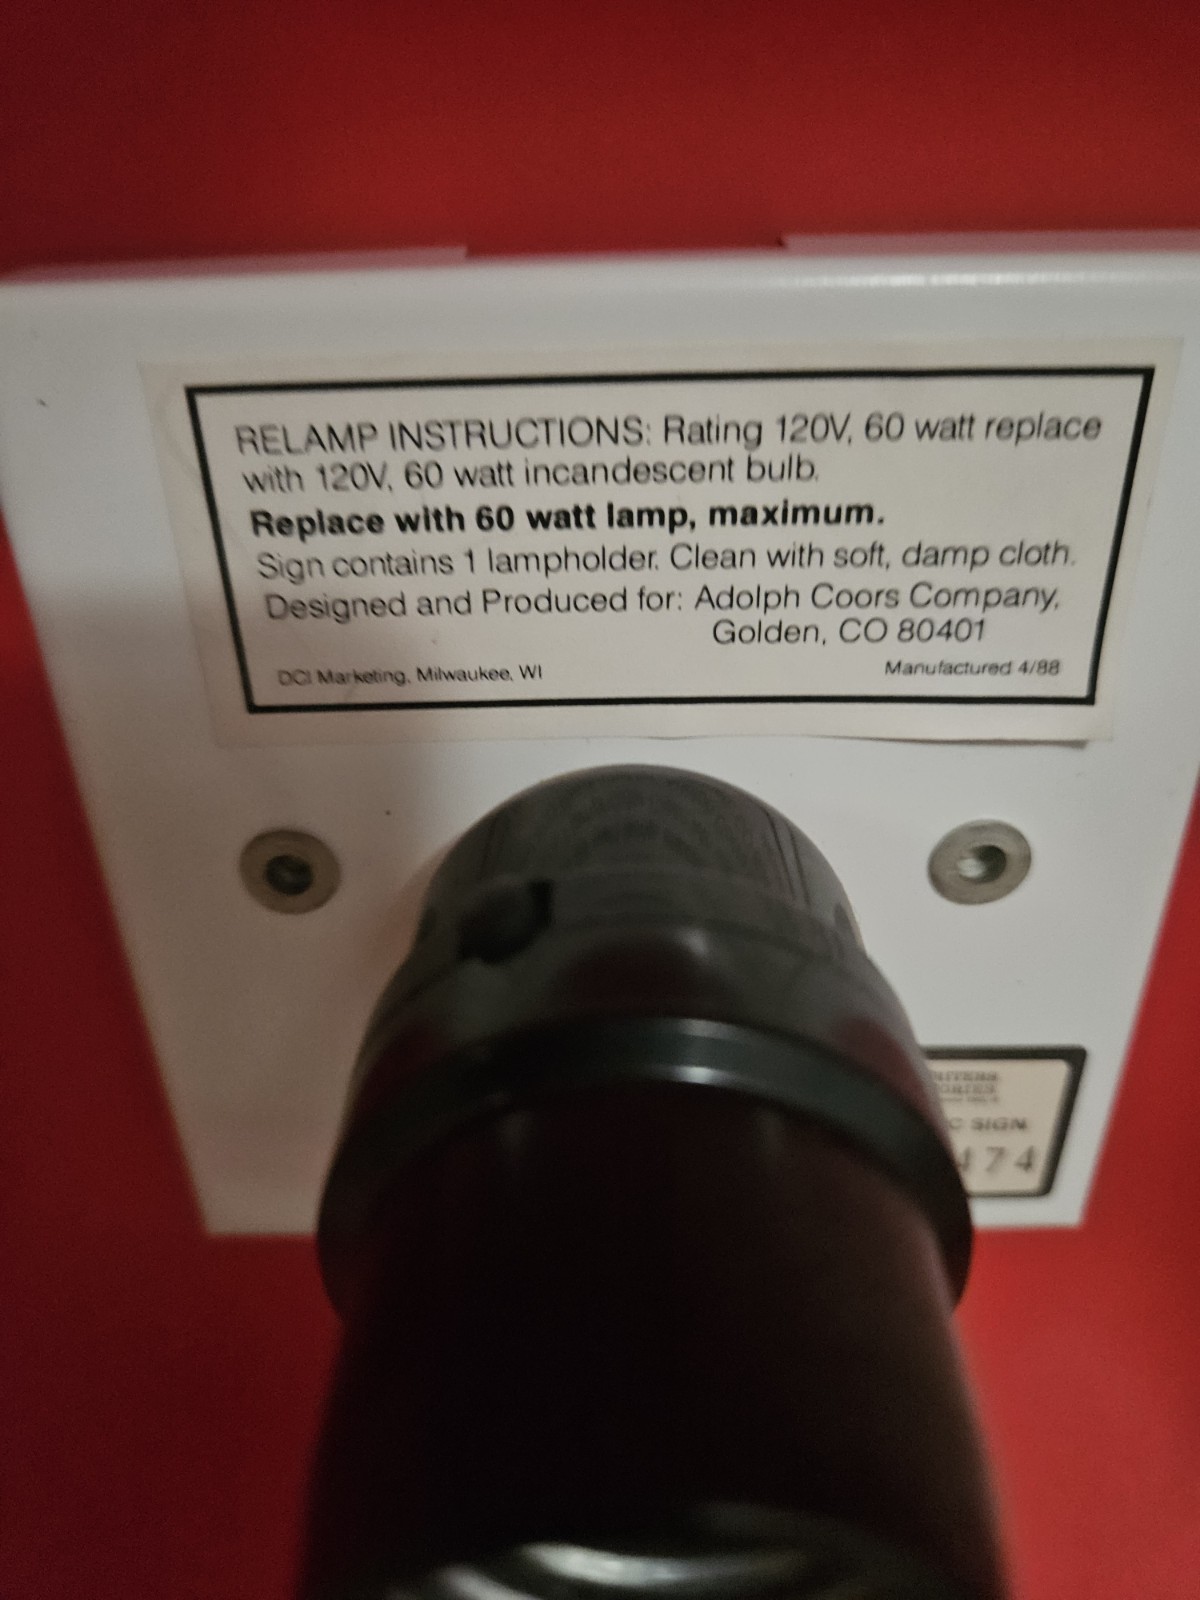 RELAMP INSTRUCTIONS: Rating 120V, 60 watt replace
with 120V, 60 watt incandescent bulb.
Replace with 60 watt lamp, maximum.
Sign contains 1 lampholder. Clean with soft, damp cloth.
Designed and Produced for: Adolph Coors Company,
Golden, CO 80401
DCI Marketing, Milwaukee, WI
Manufactured 4/88
C SIGN
474